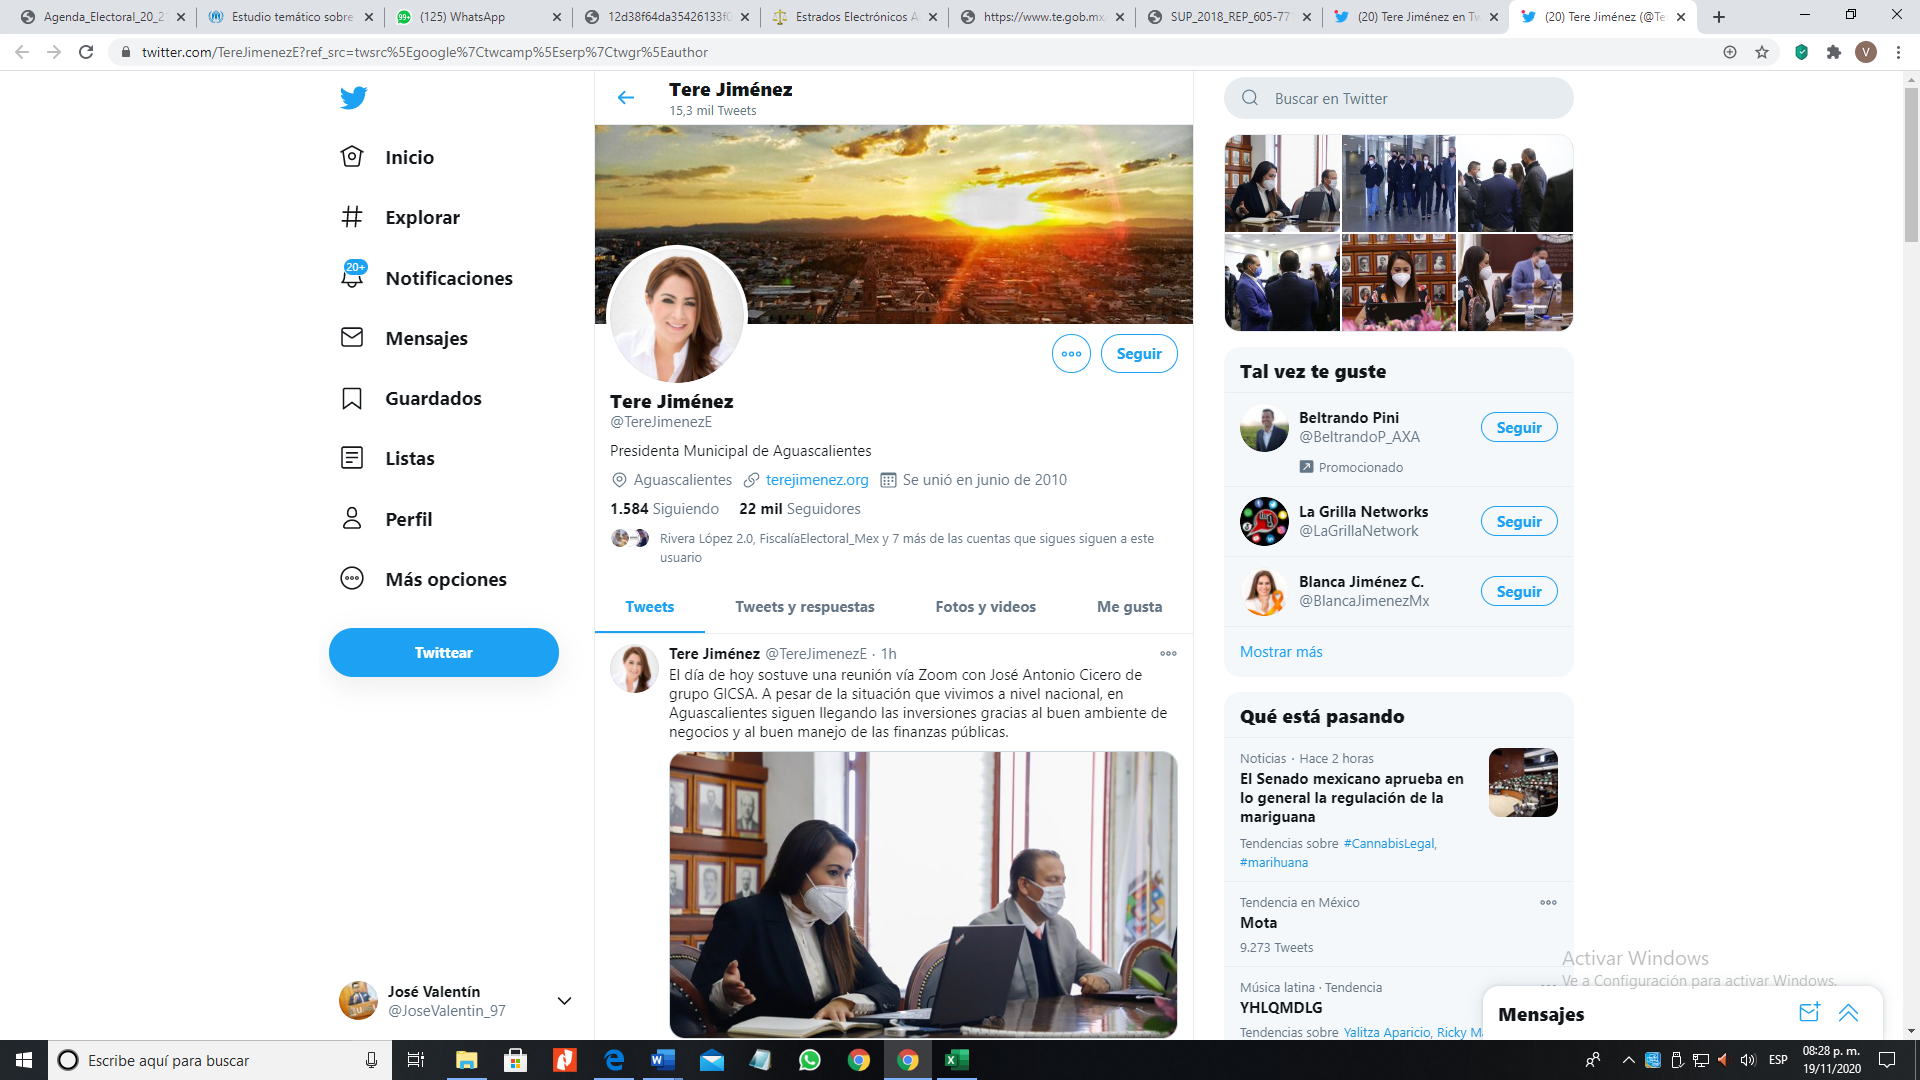 Agenda_Electoral_20_2
Estudio temático sobre
(125) WhatsApp
12d38f64da35426133f0
Estrados Electrónicos A
https://www.te.gob.mx
SUP_2018_REP_605-77
(20) Tere Jiménez en Tw
(20) Tere Jiménez (@Te
twitter.com/TereJimenezE?ref_src=twsrc%5Egoogle%7Ctwcamp%5Eserp%7Ctwgr%5Eauthor
V
Inicio
Explorar
20+
Notificaciones
Mensajes
Guardados
Listas
Perfil
Más opciones
Twittear
José Valentín
@JoseValentin_97
Tere Jiménez
15,3 mil Tweets
Seguir
Tere Jiménez
@TereJimenezE
Presidenta Municipal de Aguascalientes
Aguascalientes terejimenez.org Se unió en junio de 2010
1.584 Siguiendo 22 mil Seguidores
Rivera López 2.0, FiscalíaElectoral_Mex y 7 más de las cuentas que sigues siguen a este
usuario
Tweets Tweets y respuestas Fotos y videos Me gusta
Tere Jiménez @TereJimenezE · 1h
El día de hoy sostuve una reunión vía Zoom con José Antonio Cicero de
grupo GICSA. A pesar de la situación que vivimos a nivel nacional, en
Aguascalientes siguen llegando las inversiones gracias al buen ambiente de
negocios y al buen manejo de las finanzas públicas.
Buscar en Twitter
Tal vez te guste
Beltrando Pini
@BeltrandoP_AXA
Seguir
Promocionado
La Grilla Networks
@LaGrillaNetwork
Seguir
Blanca Jiménez C.
@BlancaJimenezMx
Seguir
Mostrar más
Qué está pasando
Noticias · Hace 2 horas
El Senado mexicano aprueba en
lo general la regulación de la
mariguana
Tendencias sobre #CannabisLegal,
#marihuana
Tendencia en México
Mota
9.273 Tweets
Música latina · Tendencia
YHLQMDLG
Tendencias sobre Yalitza Aparicio, Ricky M
Activar Windows
Ve a Configuración para activar Windows.
Mensajes
Escribe aquí para buscar
ESP
08:28 p. m.
19/11/2020